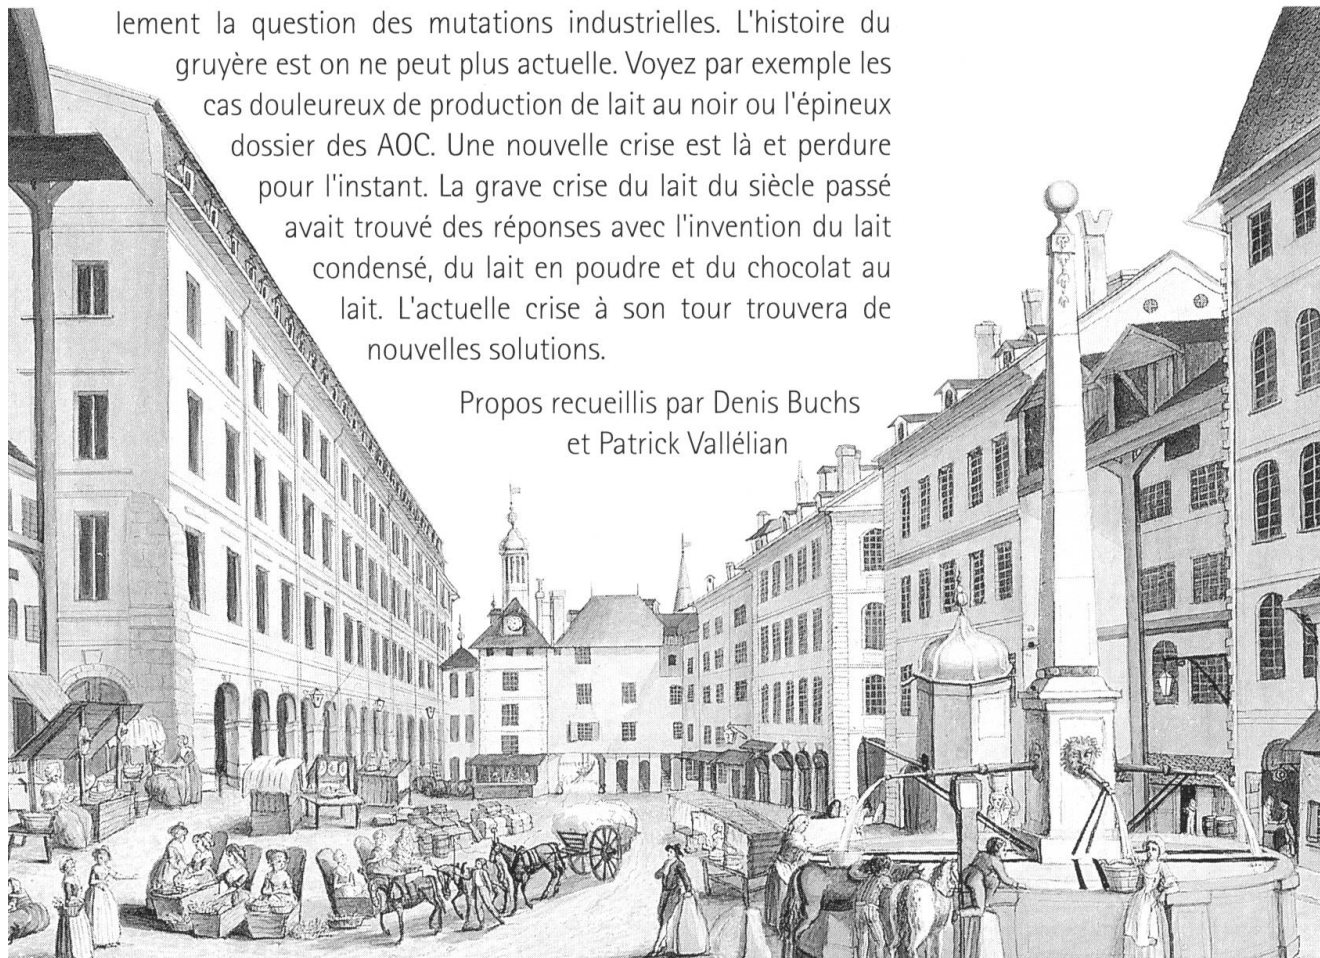 lement la question des mutations industrielles. L'histoire du
gruyère est on ne peut plus actuelle. Voyez par exemple les
cas douleureux de production de lait au noir ou l'épineux
dossier des AOC. Une nouvelle crise est là et perdure
pour l'instant. La grave crise du lait du siècle passé
avait trouvé des réponses avec l'invention du lait
condensé, du lait en poudre et du chocolat au
lait. L'actuelle crise à son tour trouvera de
nouvelles solutions.
Propos recueillis par Denis Buchs
et Patrick Vallélian